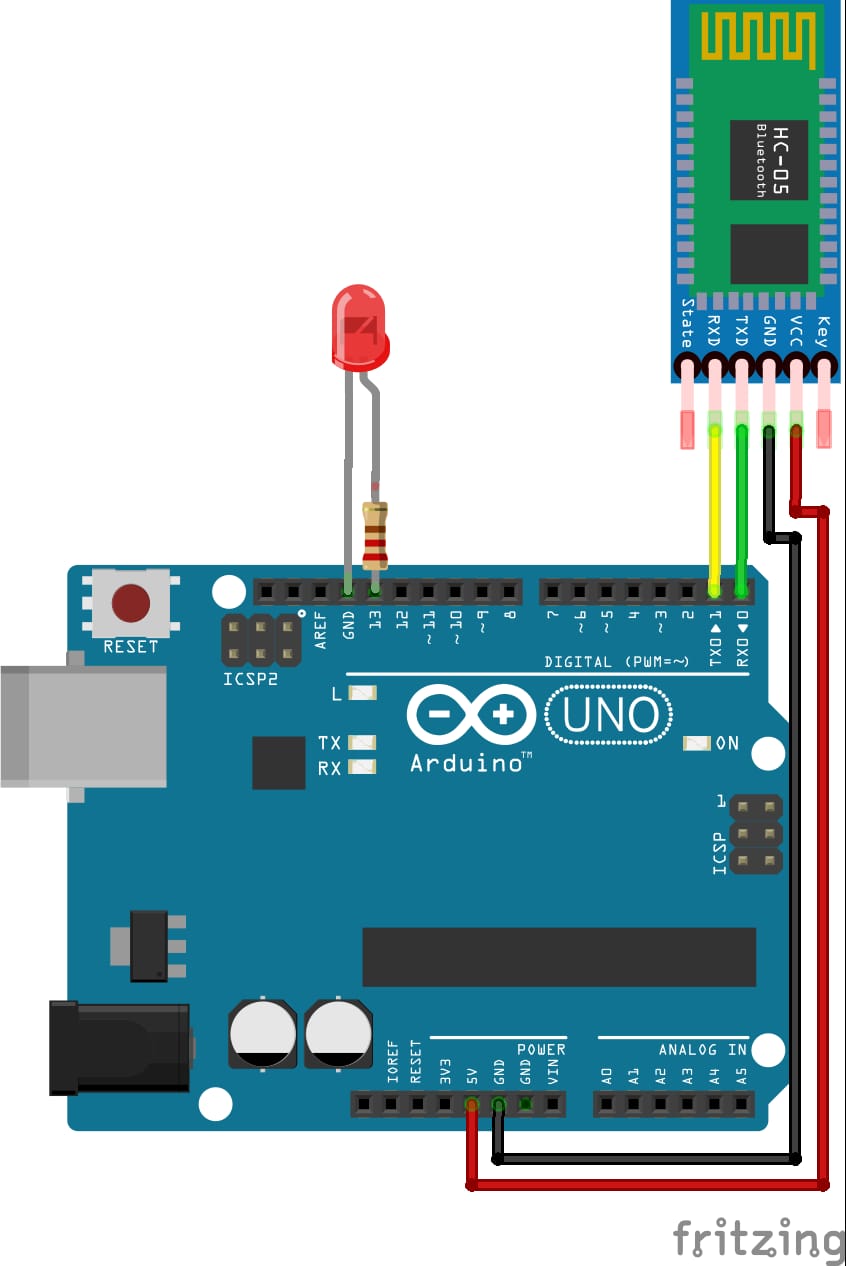 HC-05
Bluetooth
State
RXD
TXD
GND
VCC
Key
RESET
ICSP2
AREF
GND
13
12
~11
~10
~9
8
7
~6
~5
4
~3
2
TX0▶1
RX0◀0
DIGITAL (PWM=~)
L
TX
RX
UNO
ON
Arduino™
1
ICSP
IOREF
RESET
3V3
5V
GND
GND
VIN
POWER
ANALOG IN
A0
A1
A2
A3
A4
A5
fritzing